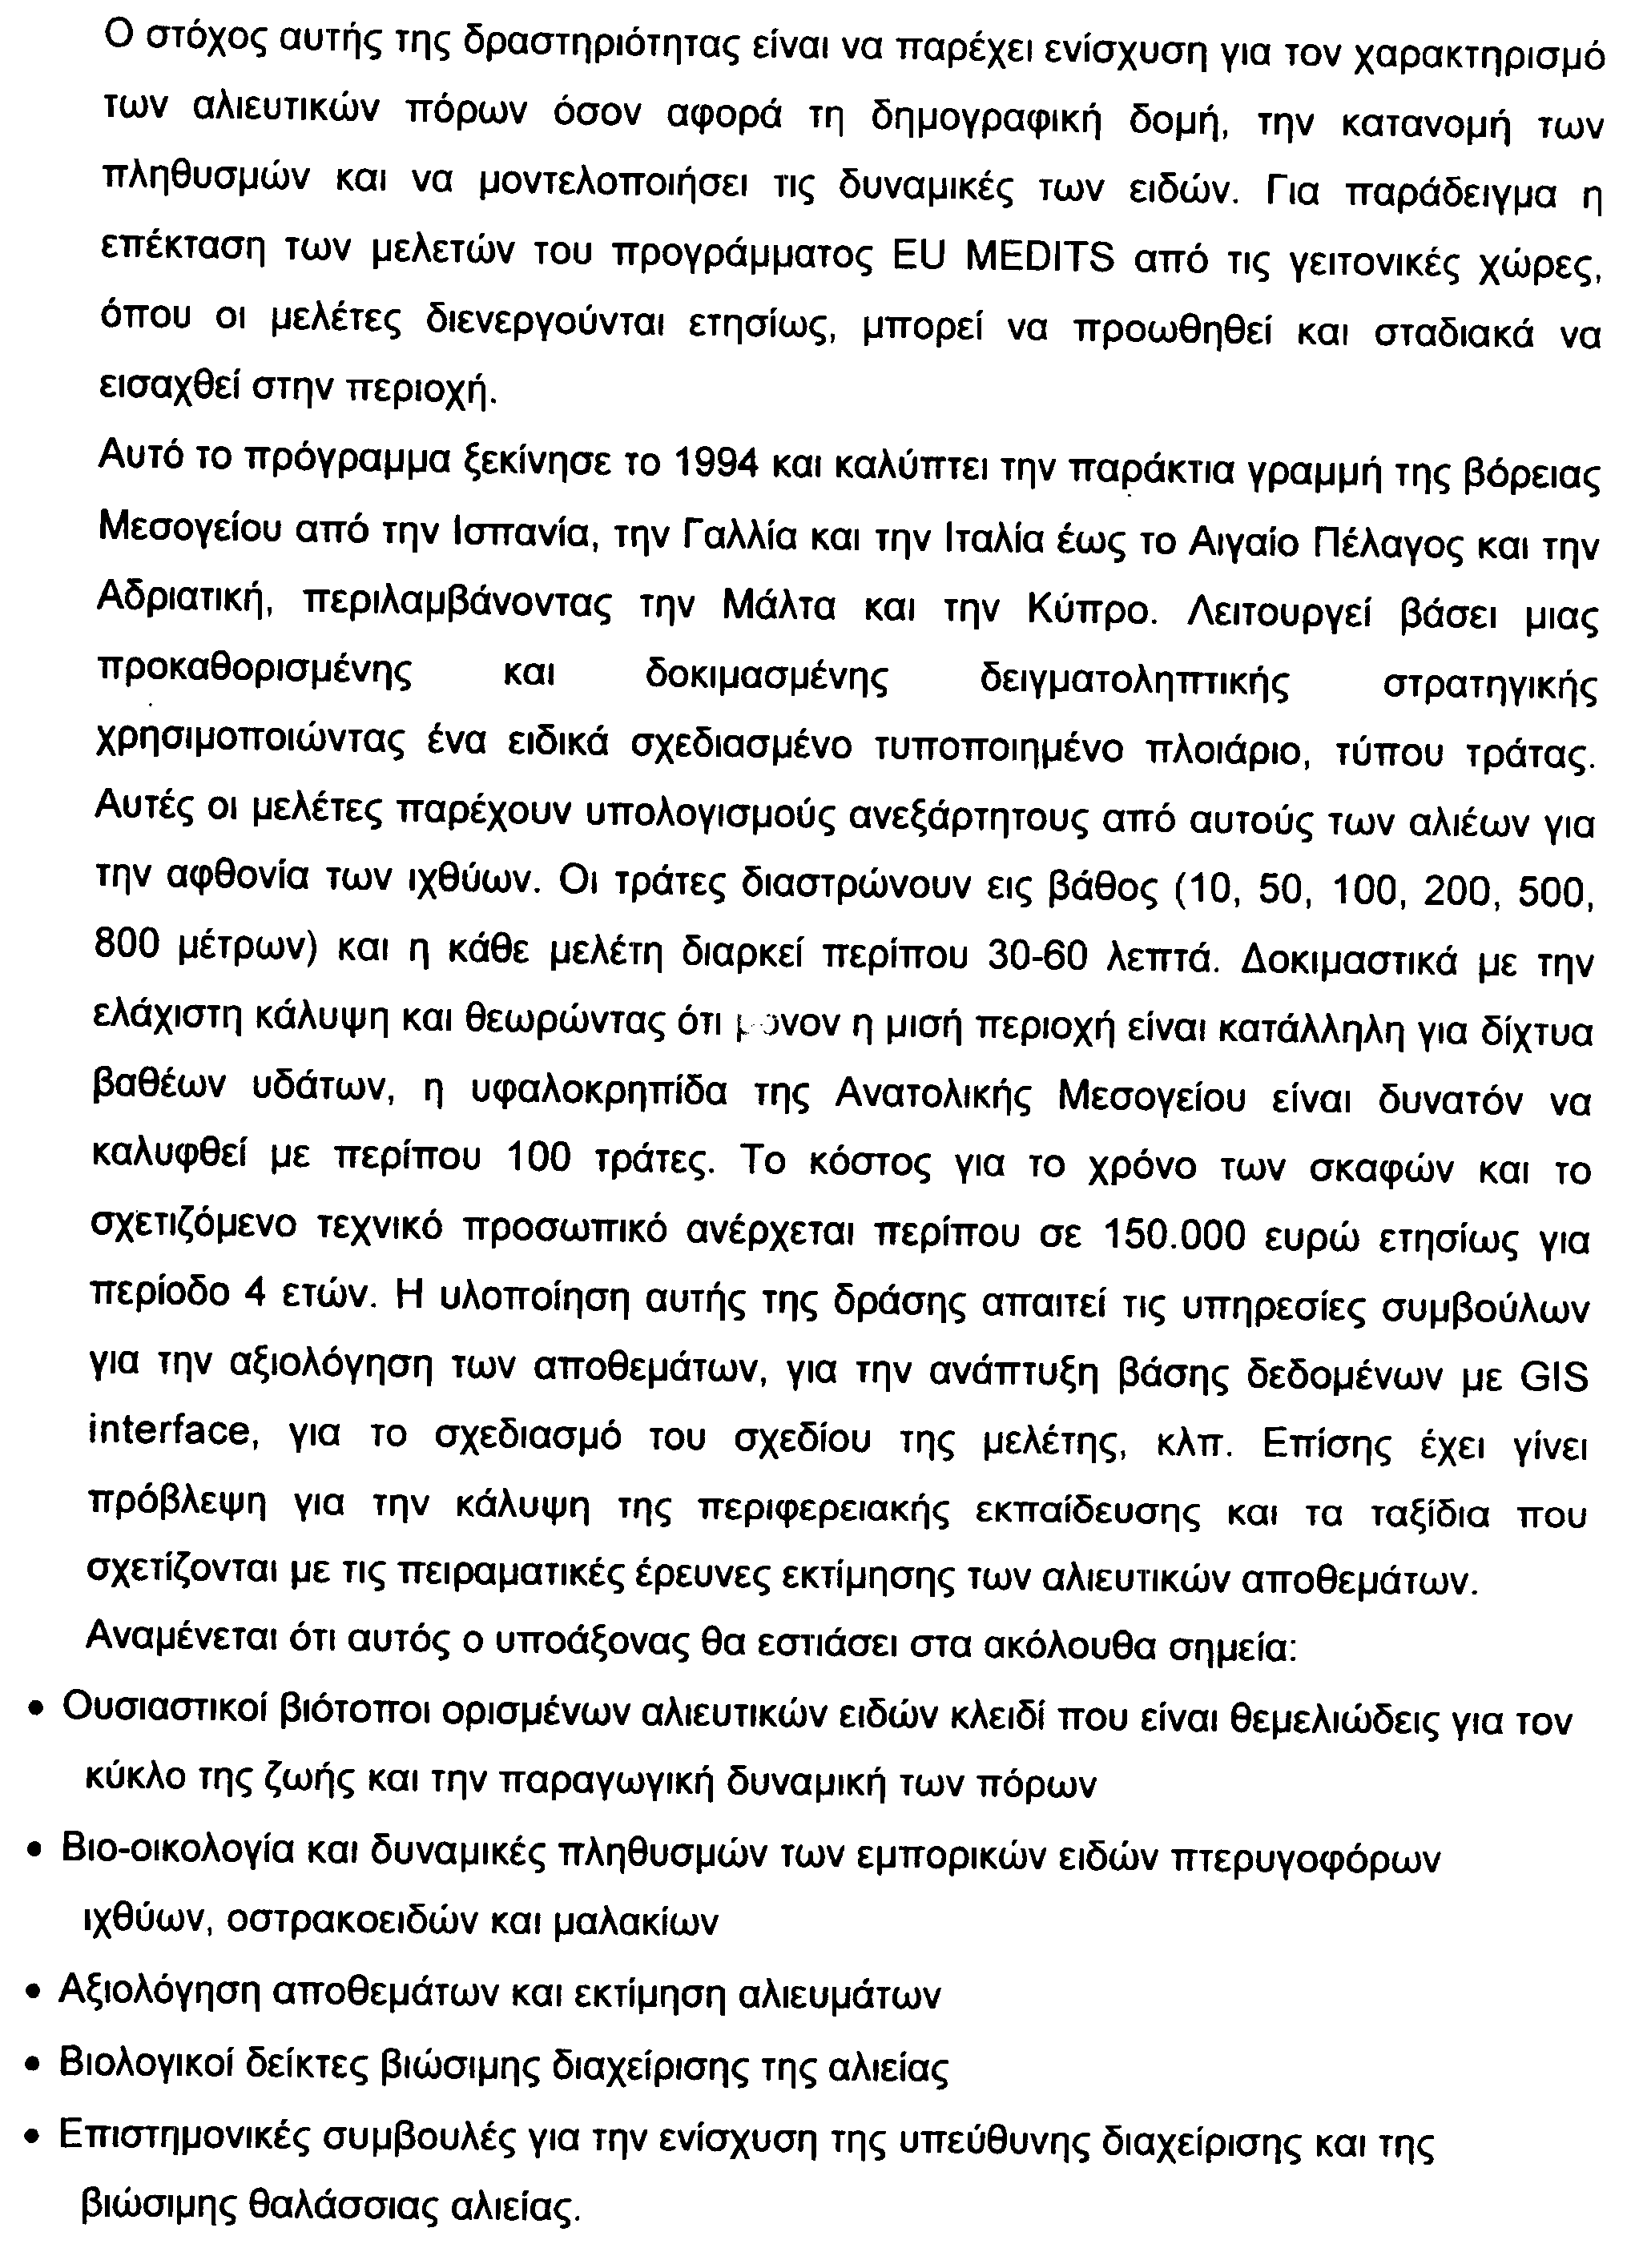 Ο στόχος αυτής της δραστηριότητας είναι να παρέχει ενίσχυση για τον χαρακτηρισμό
των αλιευτικών πόρων όσον αφορά τη δημογραφική δομή, την κατανομή των
πληθυσμών και να μοντελοποιήσει τις δυναμικές των ειδών. Για παράδειγμα η
επέκταση των μελετών του προγράμματος EU MEDITS από τις γειτονικές χώρες,
όπου οι μελέτες διενεργούνται ετησίως, μπορεί να προωθηθεί και σταδιακά να
εισαχθεί στην περιοχή.
Αυτό το πρόγραμμα ξεκίνησε το 1994 και καλύπτει την παράκτια γραμμή της βόρειας
Μεσογείου από την Ισπανία, την Γαλλία και την Ιταλία έως το Αιγαίο Πέλαγος και την
Αδριατική, περιλαμβάνοντας την Μάλτα και την Κύπρο. Λειτουργεί βάσει μιας
προκαθορισμένης και δοκιμασμένης δειγματοληπτικής στρατηγικής
χρησιμοποιώντας ένα ειδικά σχεδιασμένο τυποποιημένο πλοιάριο, τύπου τράτας.
Αυτές οι μελέτες παρέχουν υπολογισμούς ανεξάρτητους από αυτούς των αλιέων για
την αφθονία των ιχθύων. Οι τράτες διαστρώνουν εις βάθος (10, 50, 100, 200, 500,
800 μέτρων) και η κάθε μελέτη διαρκεί περίπου 30-60 λεπτά. Δοκιμαστικά με την
ελάχιστη κάλυψη και θεωρώντας ότι μόνον η μισή περιοχή είναι κατάλληλη για δίχτυα
βαθέων υδάτων, η υφαλοκρηπίδα της Ανατολικής Μεσογείου είναι δυνατόν να
καλυφθεί με περίπου 100 τράτες. Το κόστος για το χρόνο των σκαφών και το
σχετιζόμενο τεχνικό προσωπικό ανέρχεται περίπου σε 150.000 ευρώ ετησίως για
περίοδο 4 ετών. Η υλοποίηση αυτής της δράσης απαιτεί τις υπηρεσίες συμβούλων
για την αξιολόγηση των αποθεμάτων, για την ανάπτυξη βάσης δεδομένων με GIS
interface, για το σχεδιασμό του σχεδίου της μελέτης, κλπ. Επίσης έχει γίνει
πρόβλεψη για την κάλυψη της περιφερειακής εκπαίδευσης και τα ταξίδια που
σχετίζονται με τις πειραματικές έρευνες εκτίμησης των αλιευτικών αποθεμάτων.
Αναμένεται ότι αυτός ο υποάξονας θα εστιάσει στα ακόλουθα σημεία:
• Ουσιαστικοί βιότοποι ορισμένων αλιευτικών ειδών κλειδί που είναι θεμελιώδεις για τον
κύκλο της ζωής και την παραγωγική δυναμική των πόρων
• Βιο-οικολογία και δυναμικές πληθυσμών των εμπορικών ειδών πτερυγοφόρων
ιχθύων, οστρακοειδών και μαλακίων
• Αξιολόγηση αποθεμάτων και εκτίμηση αλιευμάτων
• Βιολογικοί δείκτες βιώσιμης διαχείρισης της αλιείας
• Επιστημονικές συμβουλές για την ενίσχυση της υπεύθυνης διαχείρισης και της
βιώσιμης θαλάσσιας αλιείας.